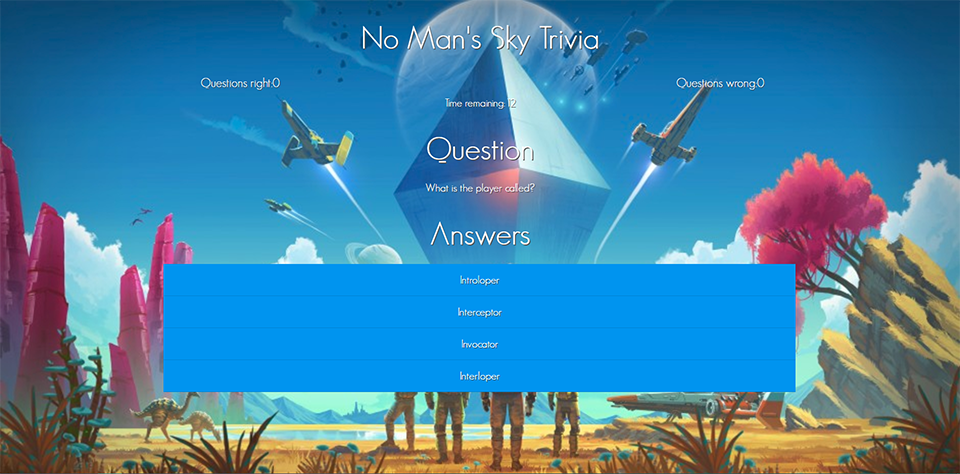 No Man's Sky Trivia
Questions right:0
Questions wrong:0
Time remaining: 12
Question
What is the player called?
Answers
Introloper
Interceptor
Invocator
Interloper